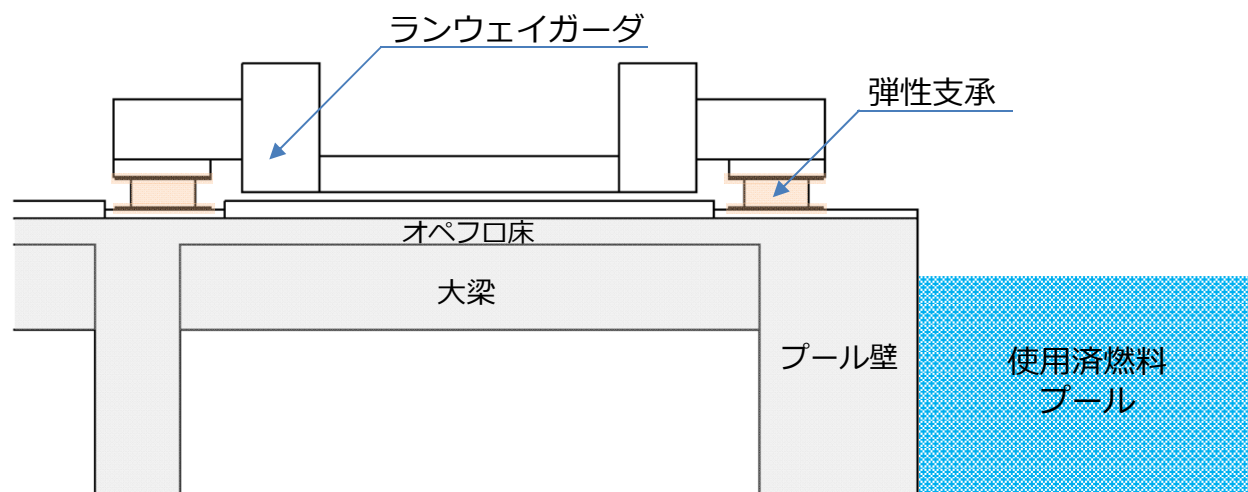 ランウェイガーダ
弾性支承
オペフロ床
大梁
プール壁
使用済燃料
プール